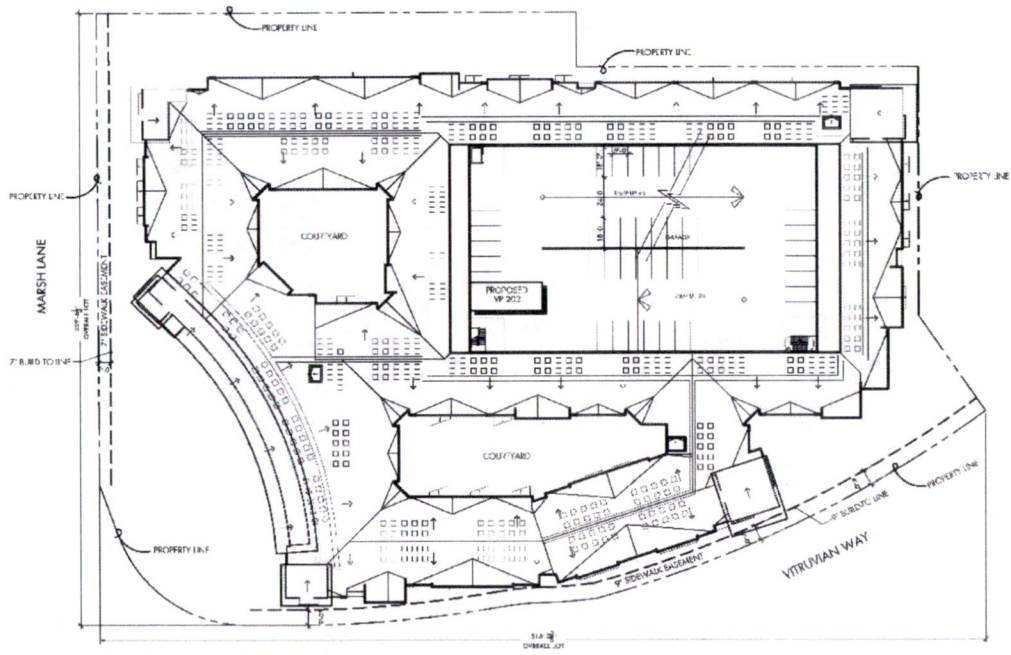 PROPERTY LINE
PROPERTY LINE
PROPERTY LINE
PROPERTY LINE
MARSH LANE
OVERALL LOT
7' SIDEWALK EASEMENT
7' BUILD TO LINE
COURTYARD
PROPOSED
VP 202
COURTYARD
PROPERTY LINE
PROPERTY LINE
9' BUILD TO LINE
9' SIDEWALK EASEMENT
VITRUVIAN WAY
OVERALL LOT